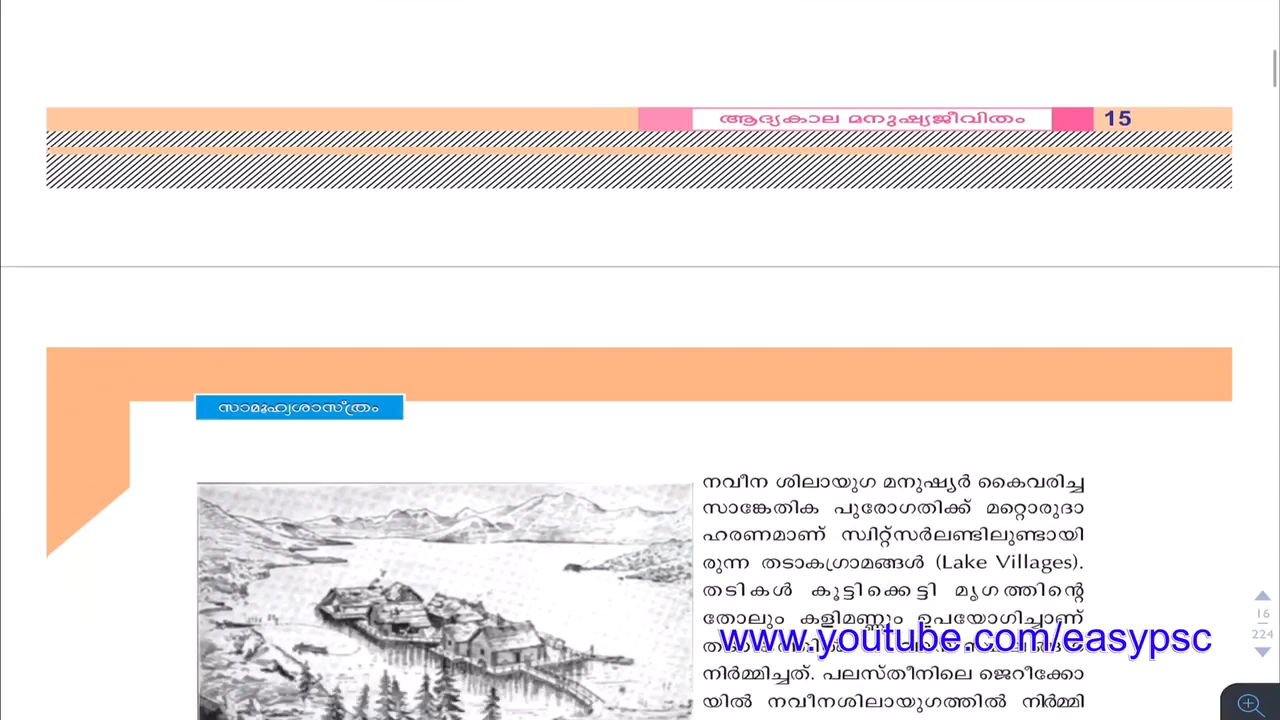 ആദ്യകാല മനുഷ്യജീവിതം 15
സാമൂഹ്യശാസ്ത്രം
നവീന ശിലായുഗ മനുഷ്യർ കൈവരിച്ച
സാങ്കേതിക പുരോഗതിക്ക് മറ്റൊരുദാ
ഹരണമാണ് സ്വിറ്റ്സർലണ്ടിലുണ്ടായി
രുന്ന തടാകഗ്രാമങ്ങൾ (Lake Villages).
തടികൾ കൂട്ടിക്കെട്ടി മൃഗത്തിന്റെ
തോലും കളിമണ്ണും ഉപയോഗിച്ചാണ്
www.youtube.com/easypsc
നിർമ്മിച്ചത്. പലസ്തീനിലെ ജെറീക്കോ
യിൽ നവീനശിലായുഗത്തിൽ നിർമ്മി
16
224